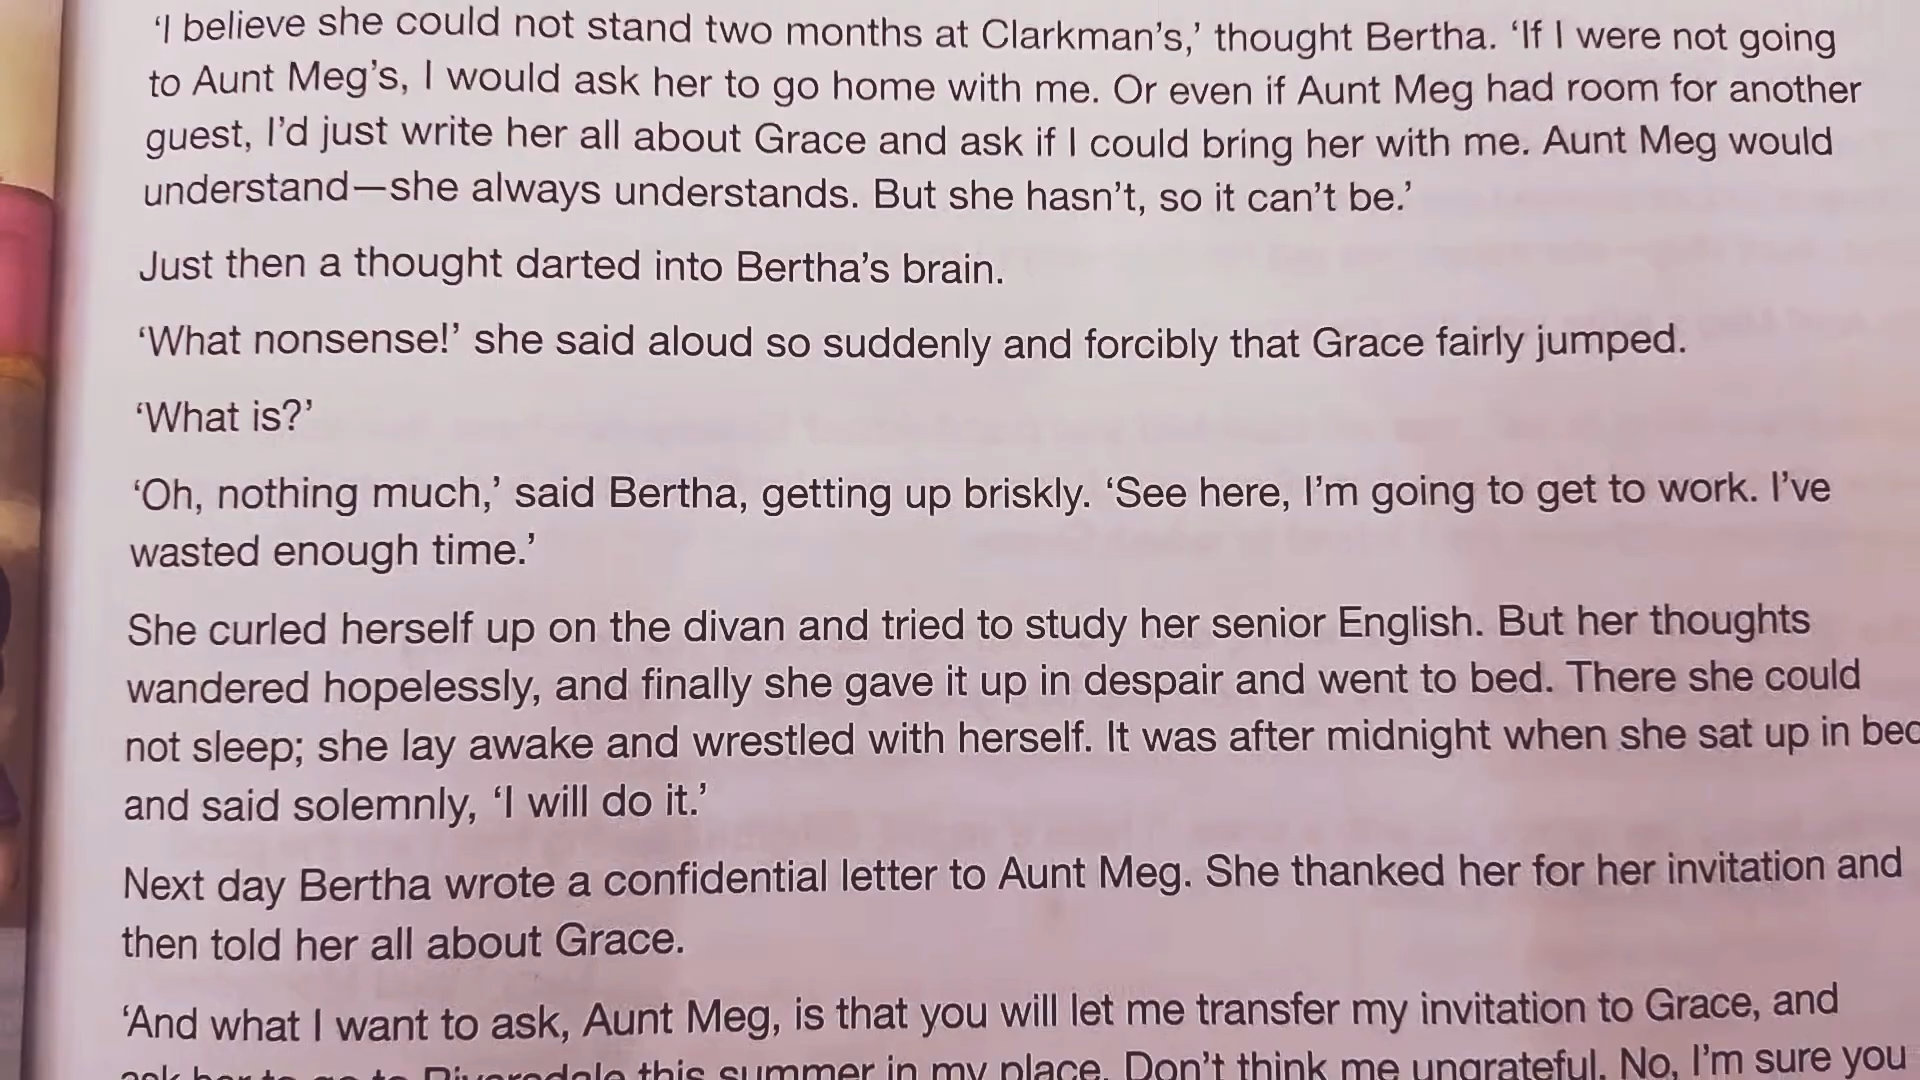 ‘I believe she could not stand two months at Clarkman’s,’ thought Bertha. ‘If I were not going
to Aunt Meg’s, I would ask her to go home with me. Or even if Aunt Meg had room for another
guest, I’d just write her all about Grace and ask if I could bring her with me. Aunt Meg would
understand—she always understands. But she hasn’t, so it can’t be.’
Just then a thought darted into Bertha’s brain.
‘What nonsense!’ she said aloud so suddenly and forcibly that Grace fairly jumped.
‘What is?’
‘Oh, nothing much,’ said Bertha, getting up briskly. ‘See here, I’m going to get to work. I’ve
wasted enough time.’
She curled herself up on the divan and tried to study her senior English. But her thoughts
wandered hopelessly, and finally she gave it up in despair and went to bed. There she could
not sleep; she lay awake and wrestled with herself. It was after midnight when she sat up in bed
and said solemnly, ‘I will do it.’
Next day Bertha wrote a confidential letter to Aunt Meg. She thanked her for her invitation and
then told her all about Grace.
‘And what I want to ask, Aunt Meg, is that you will let me transfer my invitation to Grace, and
ask her to go to Riversdale this summer in my place. Don’t think me ungrateful. No, I’m sure you